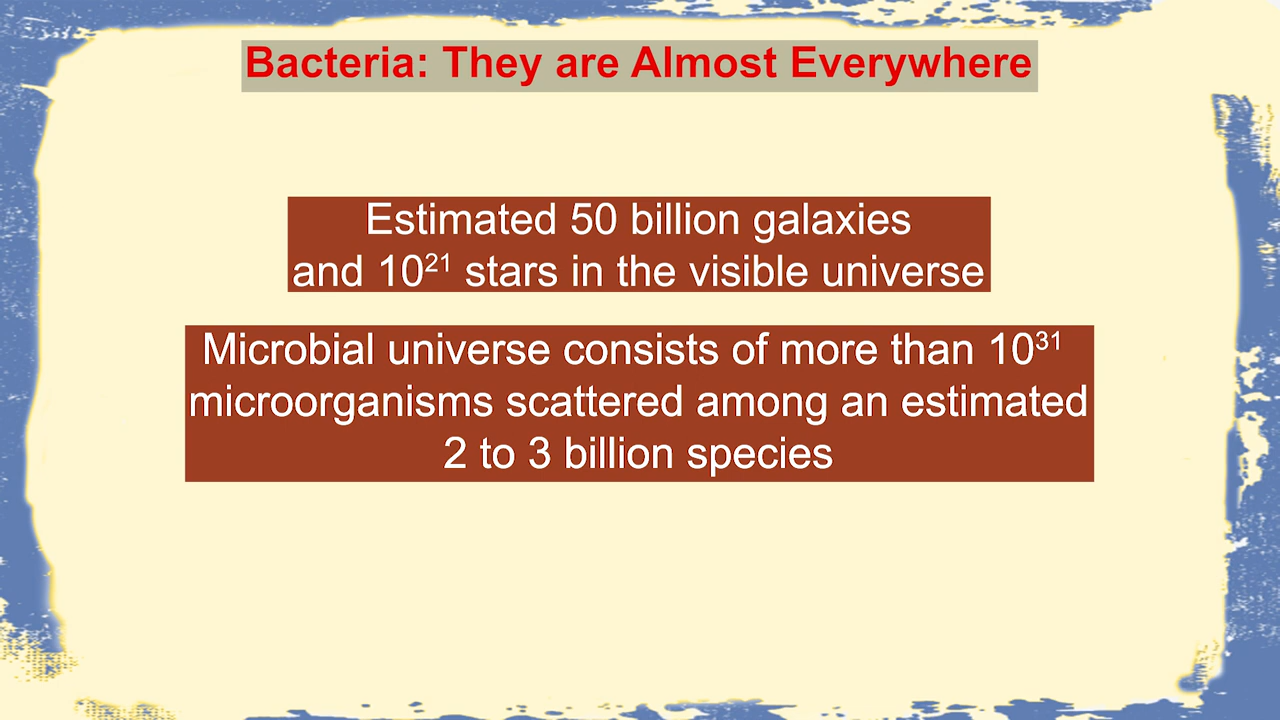 Bacteria: They are Almost Everywhere
Estimated 50 billion galaxies
and 10²¹ stars in the visible universe
Microbial universe consists of more than 10³¹
microorganisms scattered among an estimated
2 to 3 billion species